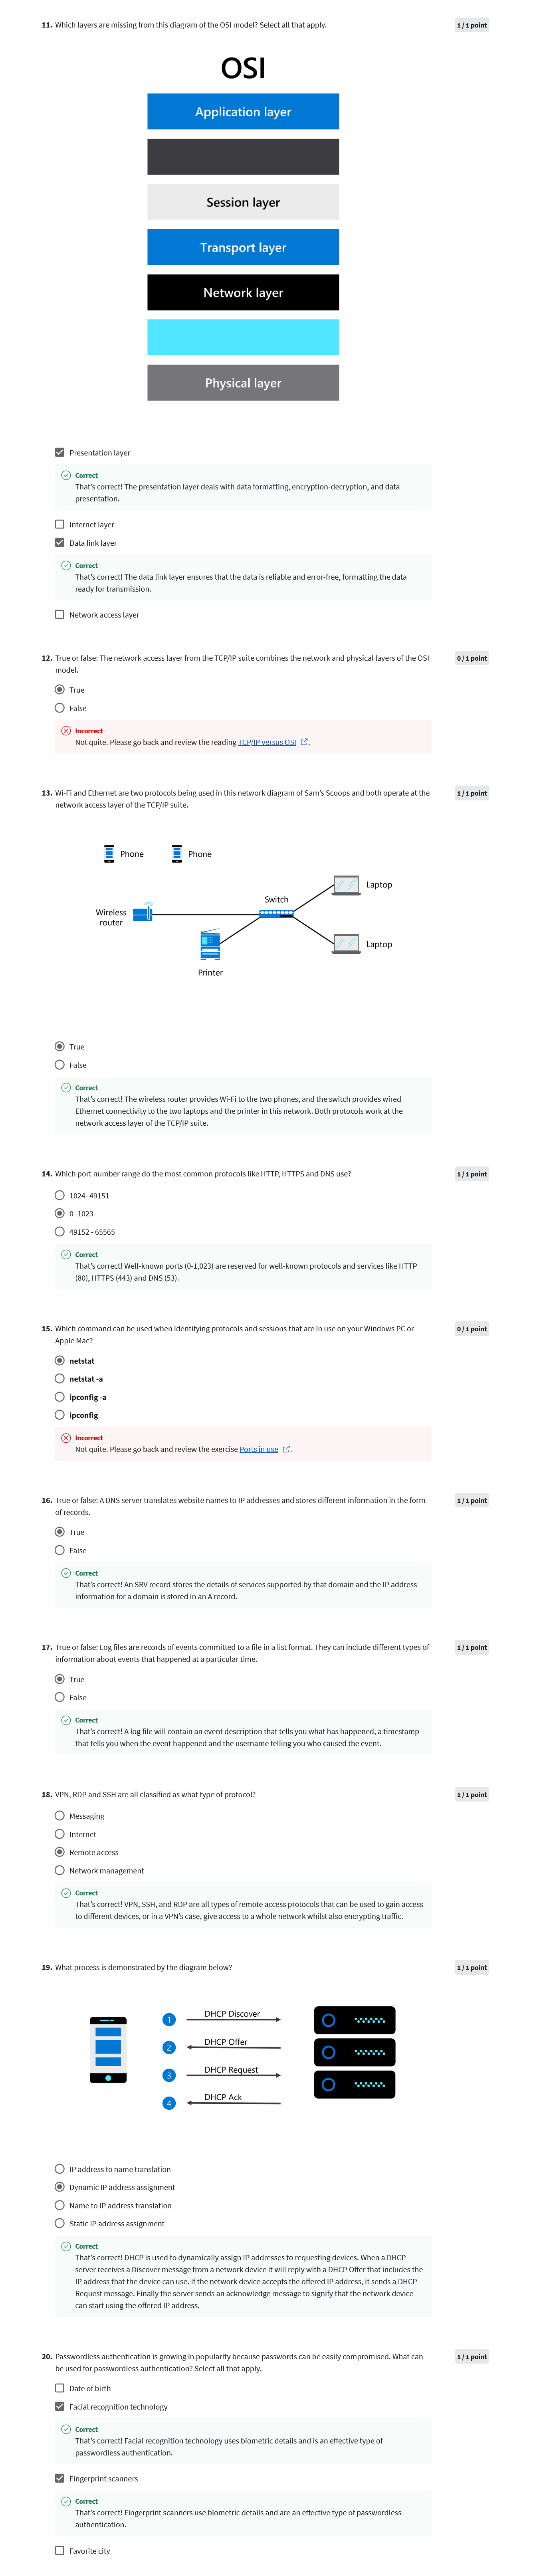 11. Which layers are missing from this diagram of the OSI model? Select all that apply.
1 / 1 point
OSI
Application layer
Session layer
Transport layer
Network layer
Physical layer
Presentation layer
Correct
That's correct! The presentation layer deals with data formatting, encryption-decryption, and data
presentation.
Internet layer
Data link layer
Correct
That's correct! The data link layer ensures that the data is reliable and error-free, formatting the data
ready for transmission.
Network access layer
12. True or false: The network access layer from the TCP/IP suite combines the network and physical layers of the OSI
model.
0 / 1 point
True
False
Incorrect
Not quite. Please go back and review the reading TCP/IP versus OSI .
13. Wi-Fi and Ethernet are two protocols being used in this network diagram of Sam's Scoops and both operate at the
network access layer of the TCP/IP suite.
1 / 1 point
Phone
Phone
Wireless
router
Switch
Laptop
Laptop
Printer
True
False
Correct
That's correct! The wireless router provides Wi-Fi to the two phones, and the switch provides wired
Ethernet connectivity to the two laptops and the printer in this network. Both protocols work at the
network access layer of the TCP/IP suite.
14. Which port number range do the most common protocols like HTTP, HTTPS and DNS use?
1 / 1 point
1024- 49151
0 -1023
49152 - 65565
Correct
That's correct! Well-known ports (0-1,023) are reserved for well-known protocols and services like HTTP
(80), HTTPS (443) and DNS (53).
15. Which command can be used when identifying protocols and sessions that are in use on your Windows PC or
Apple Mac?
0 / 1 point
netstat
netstat -a
ipconfig -a
ipconfig
Incorrect
Not quite. Please go back and review the exercise Ports in use .
16. True or false: A DNS server translates website names to IP addresses and stores different information in the form
of records.
1 / 1 point
True
False
Correct
That's correct! An SRV record stores the details of services supported by that domain and the IP address
information for a domain is stored in an A record.
17. True or false: Log files are records of events committed to a file in a list format. They can include different types of
information about events that happened at a particular time.
1 / 1 point
True
False
Correct
That's correct! A log file will contain an event description that tells you what has happened, a timestamp
that tells you when the event happened and the username telling you who caused the event.
18. VPN, RDP and SSH are all classified as what type of protocol?
1 / 1 point
Messaging
Internet
Remote access
Network management
Correct
That's correct! VPN, SSH, and RDP are all types of remote access protocols that can be used to gain access
to different devices, or in a VPN's case, give access to a whole network whilst also encrypting traffic.
19. What process is demonstrated by the diagram below?
1 / 1 point
1 DHCP Discover
2 DHCP Offer
3 DHCP Request
4 DHCP Ack
IP address to name translation
Dynamic IP address assignment
Name to IP address translation
Static IP address assignment
Correct
That's correct! DHCP is used to dynamically assign IP addresses to requesting devices. When a DHCP
server receives a Discover message from a network device it will reply with a DHCP Offer that includes the
IP address that the device can use. If the network device accepts the offered IP address, it sends a DHCP
Request message. Finally the server sends an acknowledge message to signify that the network device
can start using the offered IP address.
20. Passwordless authentication is growing in popularity because passwords can be easily compromised. What can
be used for passwordless authentication? Select all that apply.
1 / 1 point
Date of birth
Facial recognition technology
Correct
That's correct! Facial recognition technology uses biometric details and is an effective type of
passwordless authentication.
Fingerprint scanners
Correct
That's correct! Fingerprint scanners use biometric details and are an effective type of passwordless
authentication.
Favorite city